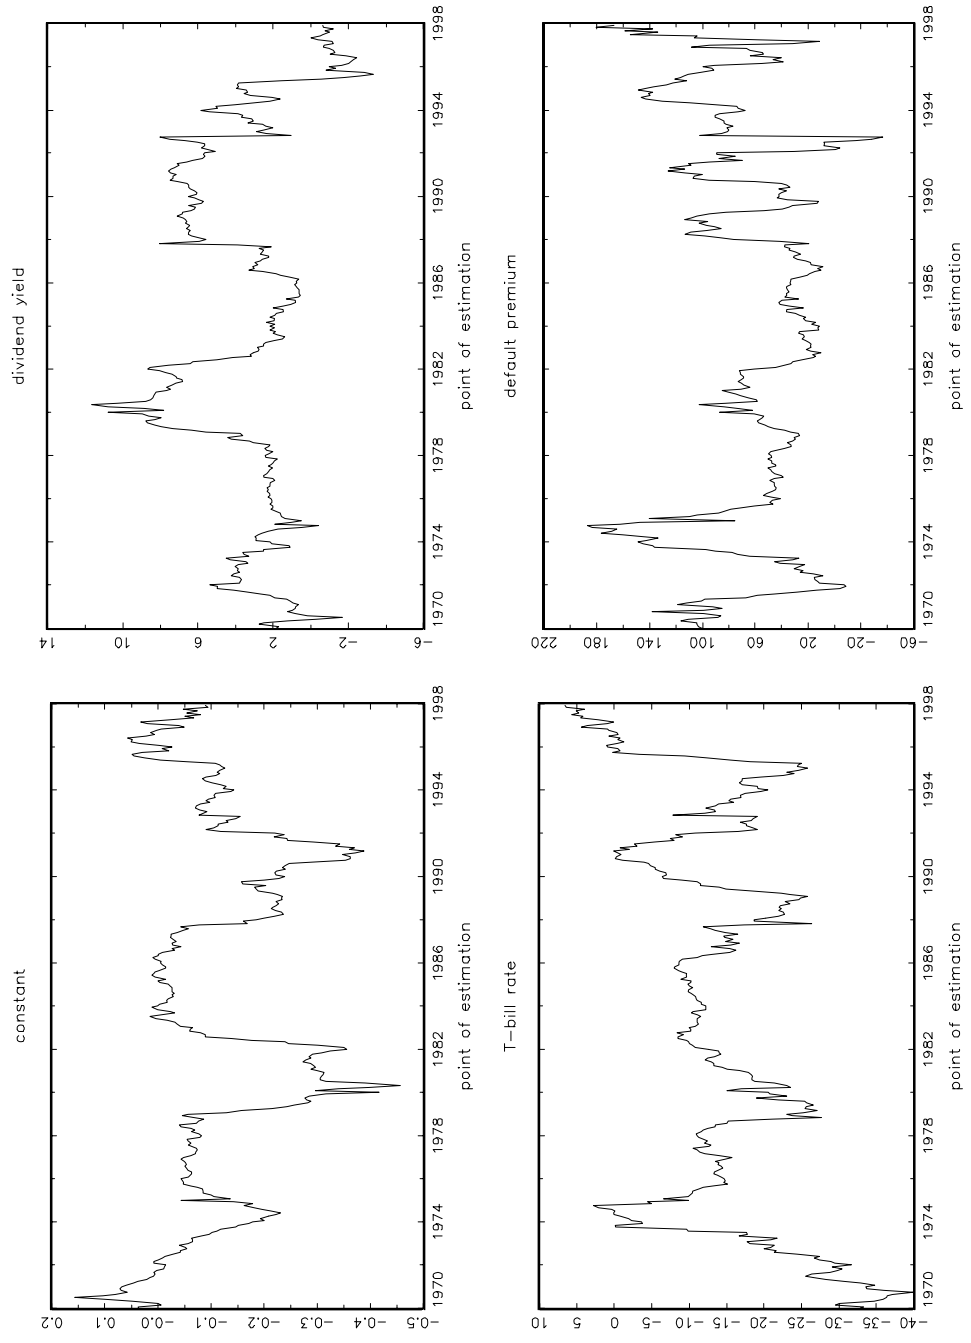 constant
0.2
0.1
0.0
−0.1
−0.2
−0.3
−0.4
−0.5
1970 1974 1978 1982 1986 1990 1994 1998
point of estimation
dividend yield
14
10
6
2
−2
−6
1970 1974 1978 1982 1986 1990 1994 1998
point of estimation
T−bill rate
10
5
0
−5
−10
−15
−20
−25
−30
−35
−40
1970 1974 1978 1982 1986 1990 1994 1998
point of estimation
default premium
220
180
140
100
60
20
−20
−60
1970 1974 1978 1982 1986 1990 1994 1998
point of estimation